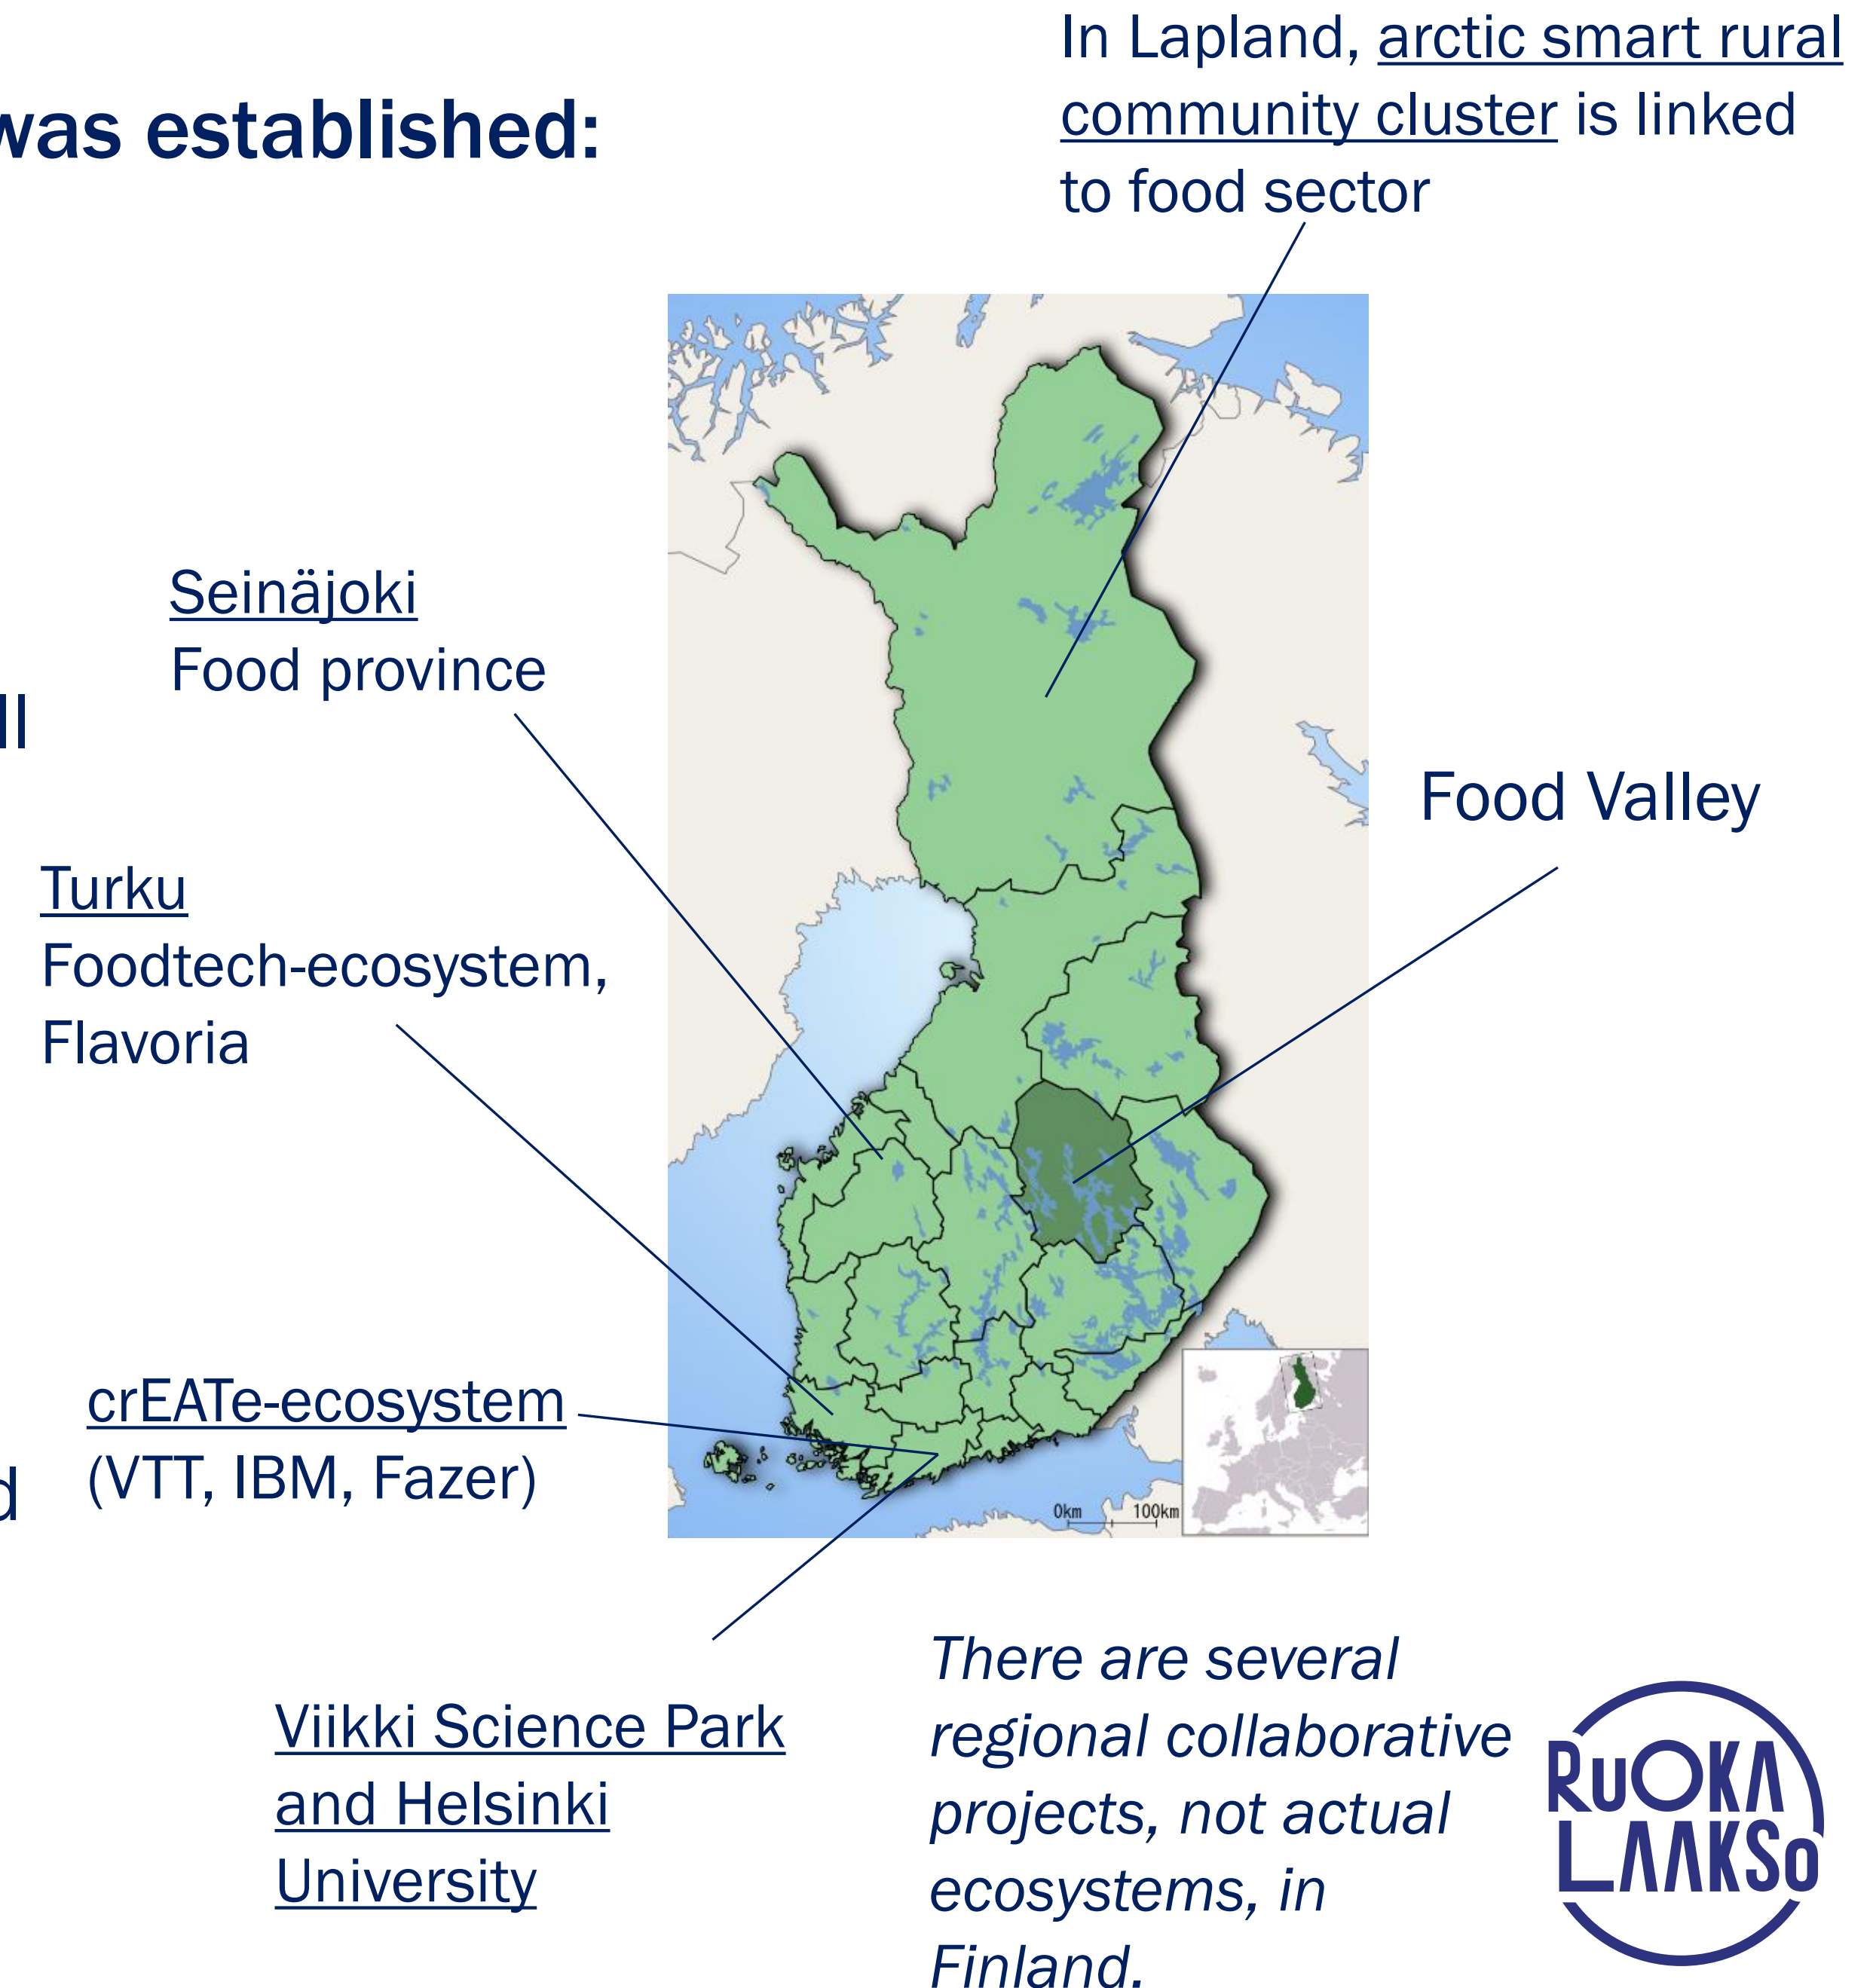 In Lapland, arctic smart rural
community cluster is linked
to food sector
was established:
Seinäjoki
Food province
Food Valley
Turku
Foodtech-ecosystem,
Flavoria
crEATe-ecosystem
(VTT, IBM, Fazer)
0km 100km
Viikki Science Park
and Helsinki
University
There are several
regional collaborative
projects, not actual
ecosystems, in
Finland.
RUOKA
LAAKSO